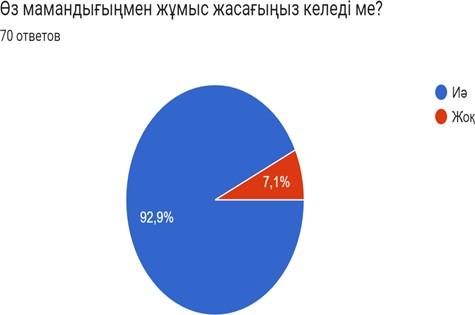 Өз мамандығыңмен жұмыс жасағыңыз келеді ме?
70 ответов
Иә
Жоқ
7,1%
92,9%